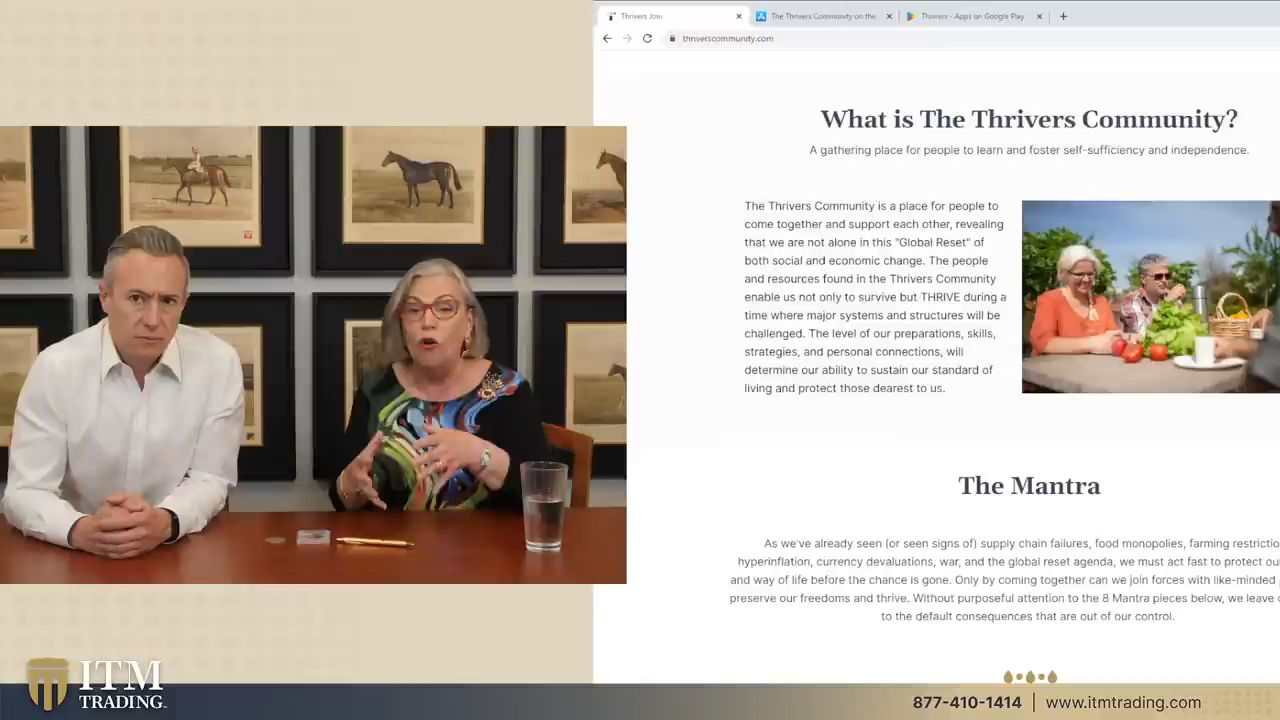 Thrivers Join
The Thrivers Community on the
Thrivers - Apps on Google Play
thriverscommunity.com
What is The Thrivers Community?
A gathering place for people to learn and foster self-sufficiency and independence.
The Thrivers Community is a place for people to
come together and support each other, revealing
that we are not alone in this "Global Reset" of
both social and economic change. The people
and resources found in the Thrivers Community
enable us not only to survive but THRIVE during a
time where major systems and structures will be
challenged. The level of our preparations, skills,
strategies, and personal connections, will
determine our ability to sustain our standard of
living and protect those dearest to us.
The Mantra
As we've already seen (or seen signs of) supply chain failures, food monopolies, farming restrictio
hyperinflation, currency devaluations, war, and the global reset agenda, we must act fast to protect ou
and way of life before the chance is gone. Only by coming together can we join forces with like-minded
preserve our freedoms and thrive. Without purposeful attention to the 8 Mantra pieces below, we leave
to the default consequences that are out of our control.
ITM
TRADING
877-410-1414 | www.itmtrading.com